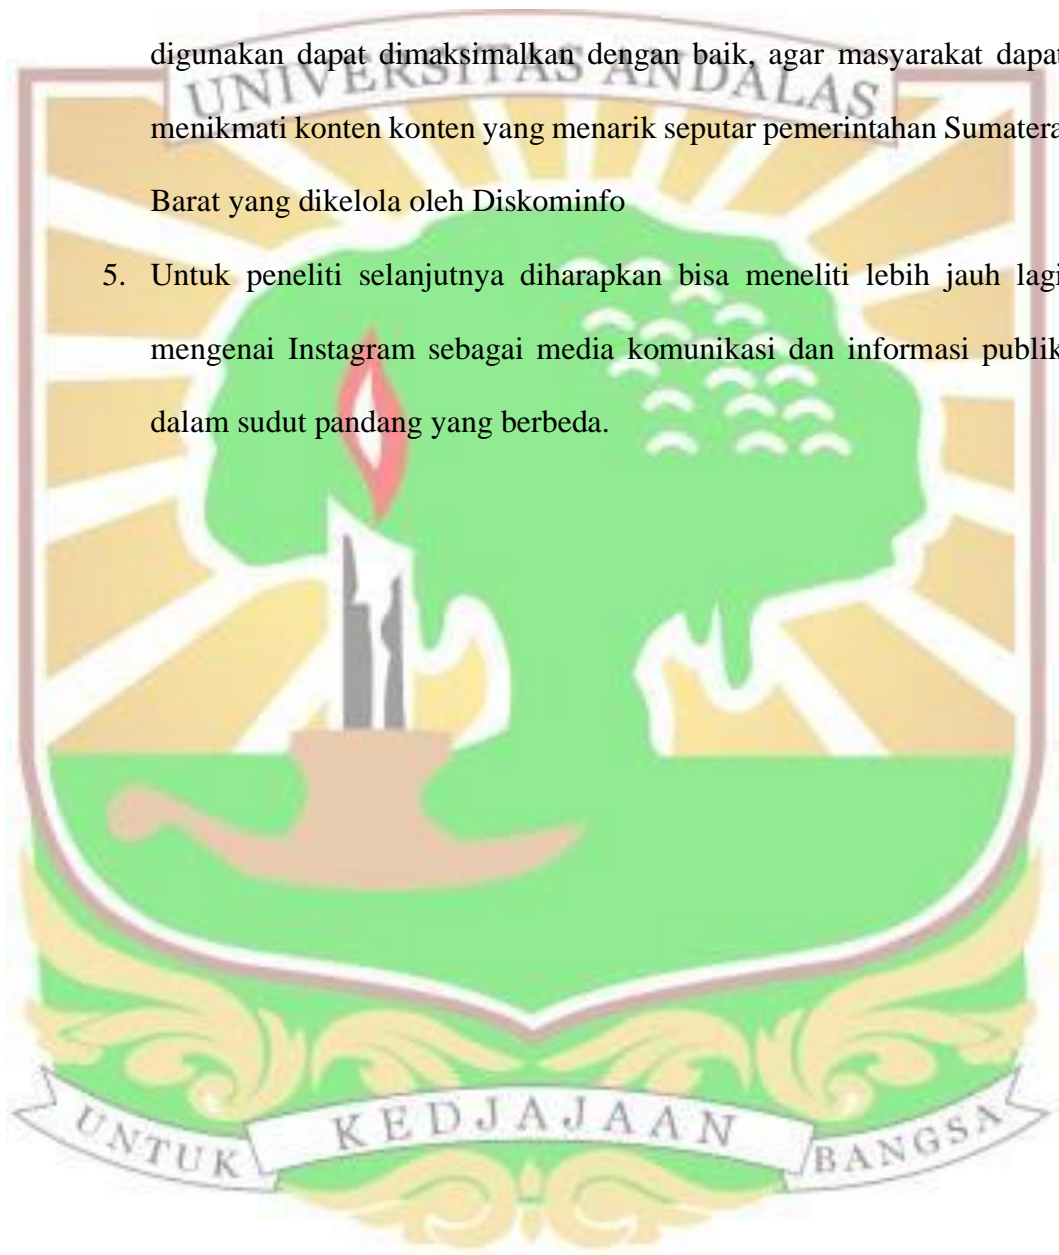 digunakan dapat dimaksimalkan dengan baik, agar masyarakat dapat
UNIVERSITAS ANDALAS
menikmati konten konten yang menarik seputar pemerintahan Sumatera
Barat yang dikelola oleh Diskominfo
5. Untuk peneliti selanjutnya diharapkan bisa meneliti lebih jauh lagi
mengenai Instagram sebagai media komunikasi dan informasi publik
dalam sudut pandang yang berbeda.
UNTUK KEDJAJAAN BANGSA